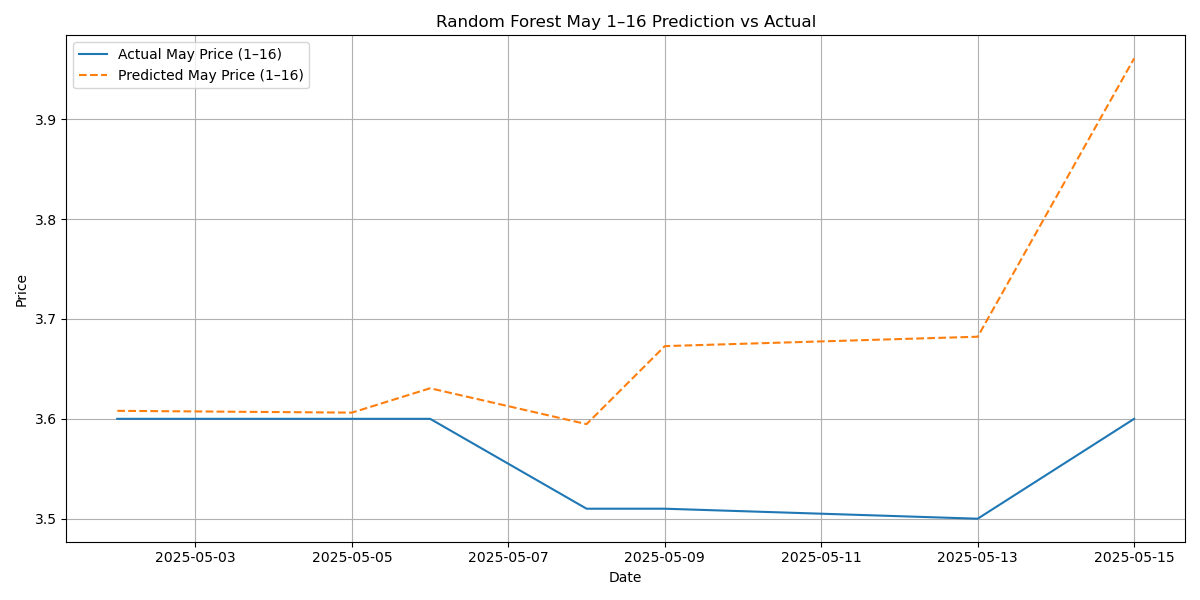 Random Forest May 1–16 Prediction vs Actual
Actual May Price (1–16)
Predicted May Price (1–16)
Price
3.9
3.8
3.7
3.6
3.5
2025-05-03
2025-05-05
2025-05-07
2025-05-09
2025-05-11
2025-05-13
2025-05-15
Date